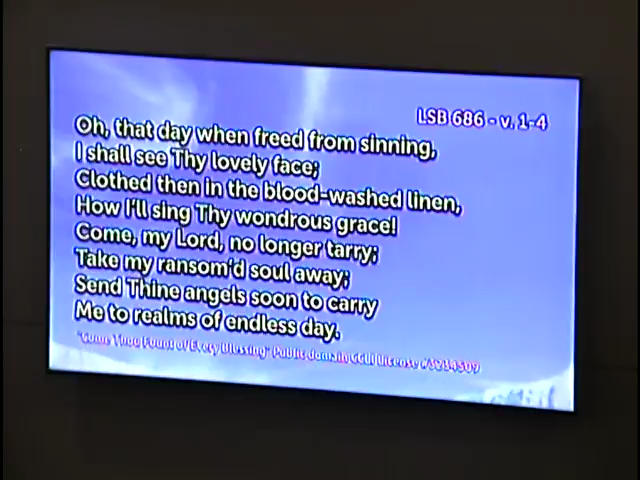 LSB 686 - v. 1-4
Oh, that day when freed from sinning,
I shall see Thy lovely face;
Clothed then in the blood-washed linen,
How I'll sing Thy wondrous grace!
Come, my Lord, no longer tarry;
Take my ransom'd soul away;
Send Thine angels soon to carry
Me to realms of endless day.
"Come Thou Fount of Every Blessing" Public domain CCLI License